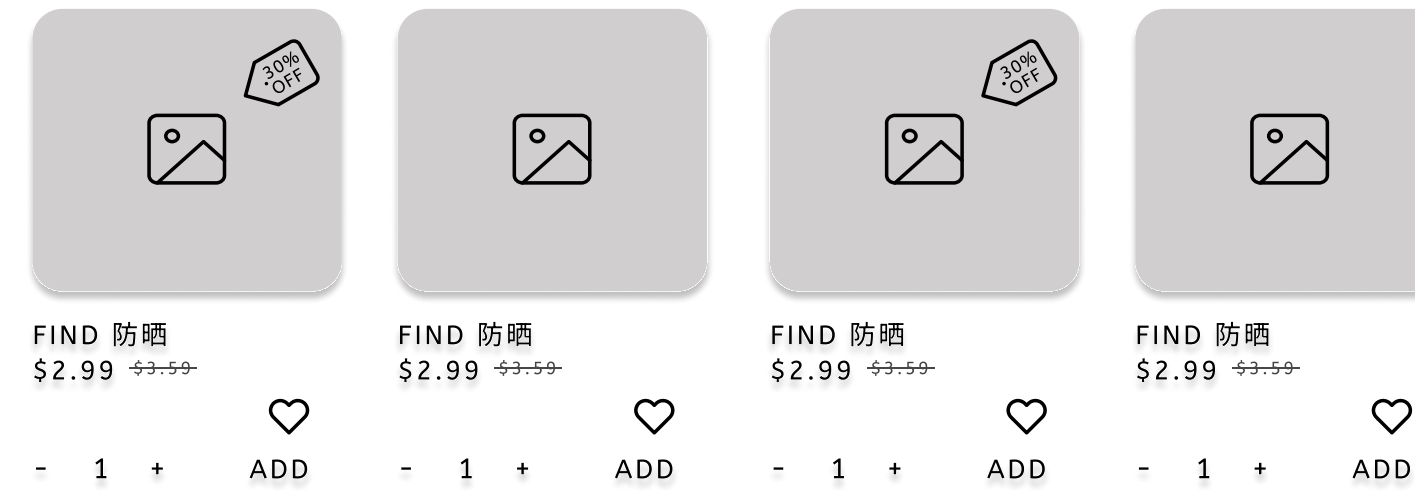 30%
OFF
30%
OFF
FIND 防晒 FIND 防晒 FIND 防晒 FIND 防晒
$2.99 $3.59 $2.99 $3.59 $2.99 $3.59 $2.99 $3.59
- 1 + ADD - 1 + ADD - 1 + ADD - 1 + ADD